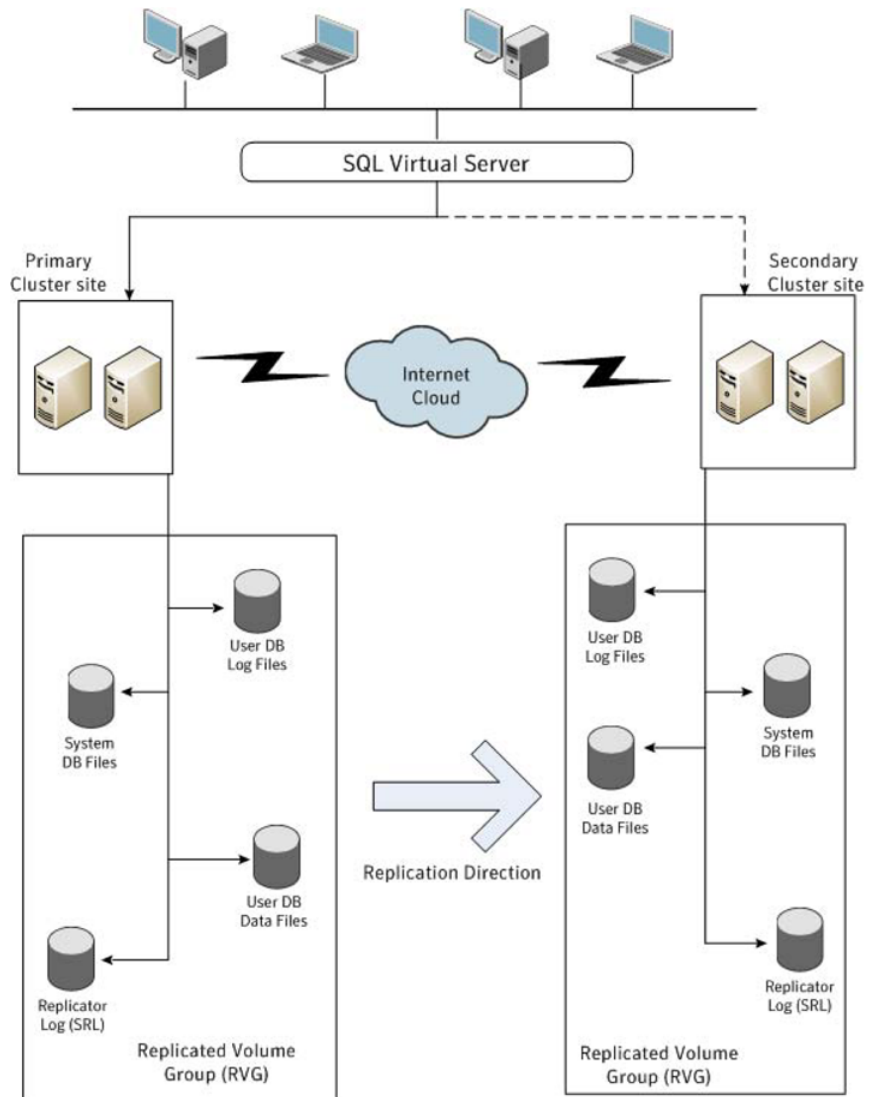 SQL Virtual Server
Primary
Cluster site
Secondary
Cluster site
Internet
Cloud
User DB
Log Files
System
DB Files
User DB
Data Files
Replicator
Log (SRL)
Replicated Volume
Group (RVG)
Replication Direction
User DB
Log Files
System
DB Files
User DB
Data Files
Replicator
Log (SRL)
Replicated Volume
Group (RVG)